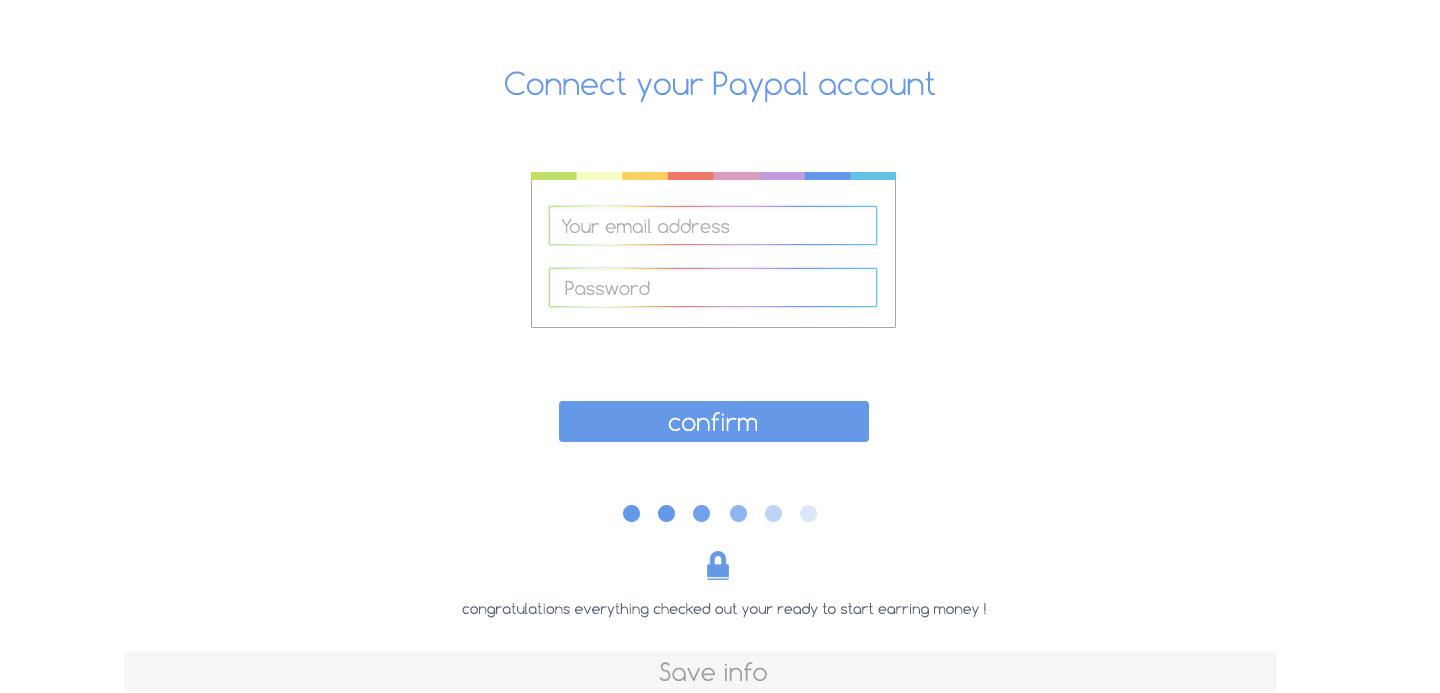 Connect your Paypal account
Your email address
Password
confirm
congratulations everything checked out your ready to start earring money !
Save info